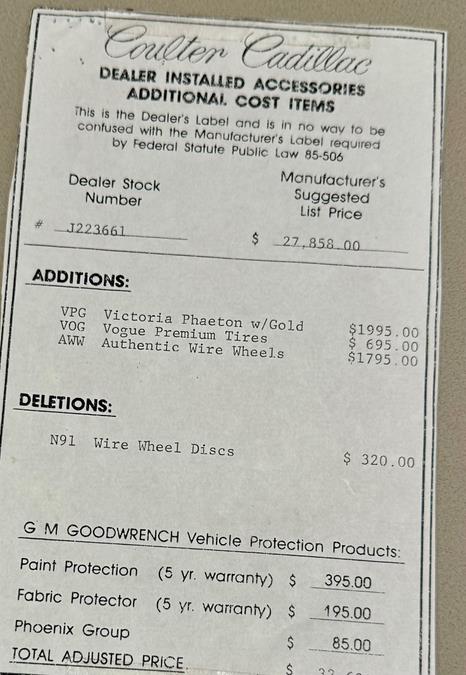 Coulter Cadillac
DEALER INSTALLED ACCESSORIES
ADDITIONAL COST ITEMS
This is the Dealer's Label and is in no way to be
confused with the Manufacturer's Label required
by Federal Statute Public Law 85-506
Dealer Stock
Number
Manufacturer's
Suggested
List Price
# J223661
$ 27,858.00
ADDITIONS:
VPG Victoria Phaeton w/Gold $1995.00
VOG Vogue Premium Tires $ 695.00
AWW Authentic Wire Wheels $1795.00
DELETIONS:
N91 Wire Wheel Discs $ 320.00
G M GOODWRENCH Vehicle Protection Products:
Paint Protection (5 yr. warranty) $ 395.00
Fabric Protector (5 yr. warranty) $ 195.00
Phoenix Group $ 85.00
TOTAL ADJUSTED PRICE $